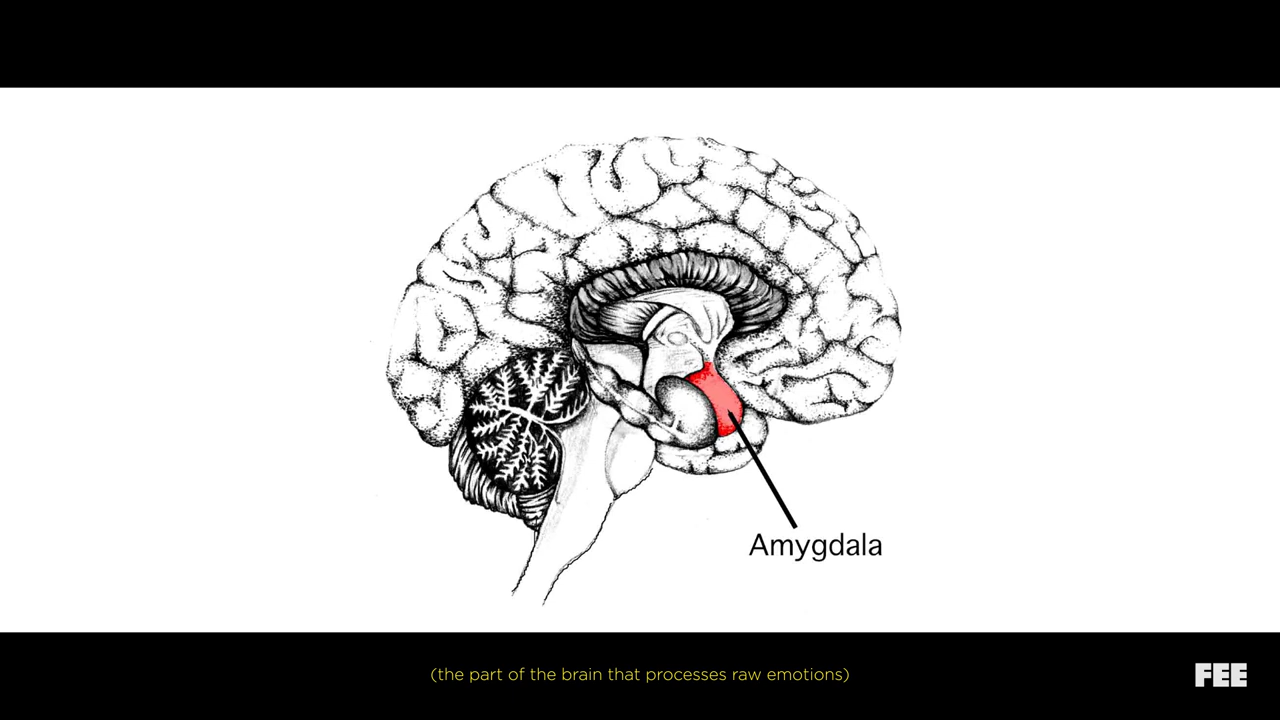 Amygdala
(the part of the brain that processes raw emotions)
FEE